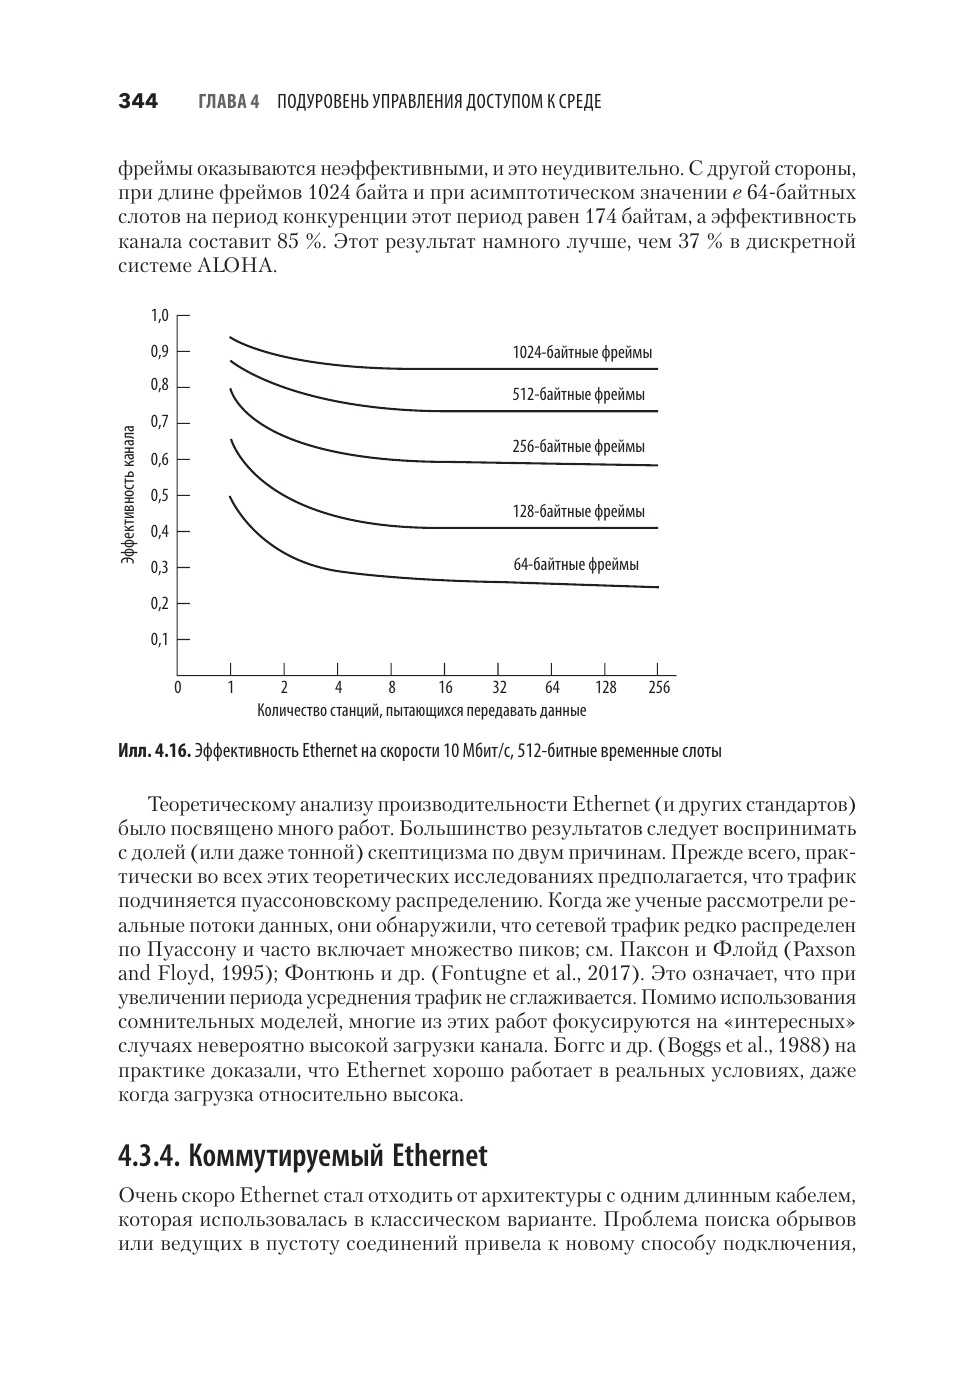 344 ГЛАВА 4 ПОДУРОВЕНЬ УПРАВЛЕНИЯ ДОСТУПОМ К СРЕДЕ
фреймы оказываются неэффективными, и это неудивительно. С другой стороны,
при длине фреймов 1024 байта и при асимптотическом значении e 64-байтных
слотов на период конкуренции этот период равен 174 байтам, а эффективность
канала составит 85 %. Этот результат намного лучше, чем 37 % в дискретной
системе ALOHA.
1,0
0,9
0,8
0,7
0,6
0,5
0,4
0,3
0,2
0,1
Эффективность канала
1024-байтные фреймы
512-байтные фреймы
256-байтные фреймы
128-байтные фреймы
64-байтные фреймы
0 1 2 4 8 16 32 64 128 256
Количество станций, пытающихся передавать данные
Илл. 4.16. Эффективность Ethernet на скорости 10 Мбит/с, 512-битные временные слоты
Теоретическому анализу производительности Ethernet (и других стандартов)
было посвящено много работ. Большинство результатов следует воспринимать
с долей (или даже тонной) скептицизма по двум причинам. Прежде всего, прак-
тически во всех этих теоретических исследованиях предполагается, что трафик
подчиняется пуассоновскому распределению. Когда же ученые рассмотрели ре-
альные потоки данных, они обнаружили, что сетевой трафик редко распределен
по Пуассону и часто включает множество пиков; см. Паксон и Флойд (Paxson
and Floyd, 1995); Фонтюнь и др. (Fontugne et al., 2017). Это означает, что при
увеличении периода усреднения трафик не сглаживается. Помимо использования
сомнительных моделей, многие из этих работ фокусируются на «интересных»
случаях невероятно высокой загрузки канала. Боггс и др. (Boggs et al., 1988) на
практике доказали, что Ethernet хорошо работает в реальных условиях, даже
когда загрузка относительно высока.
4.3.4. Коммутируемый Ethernet
Очень скоро Ethernet стал отходить от архитектуры с одним длинным кабелем,
которая использовалась в классическом варианте. Проблема поиска обрывов
или ведущих в пустоту соединений привела к новому способу подключения,